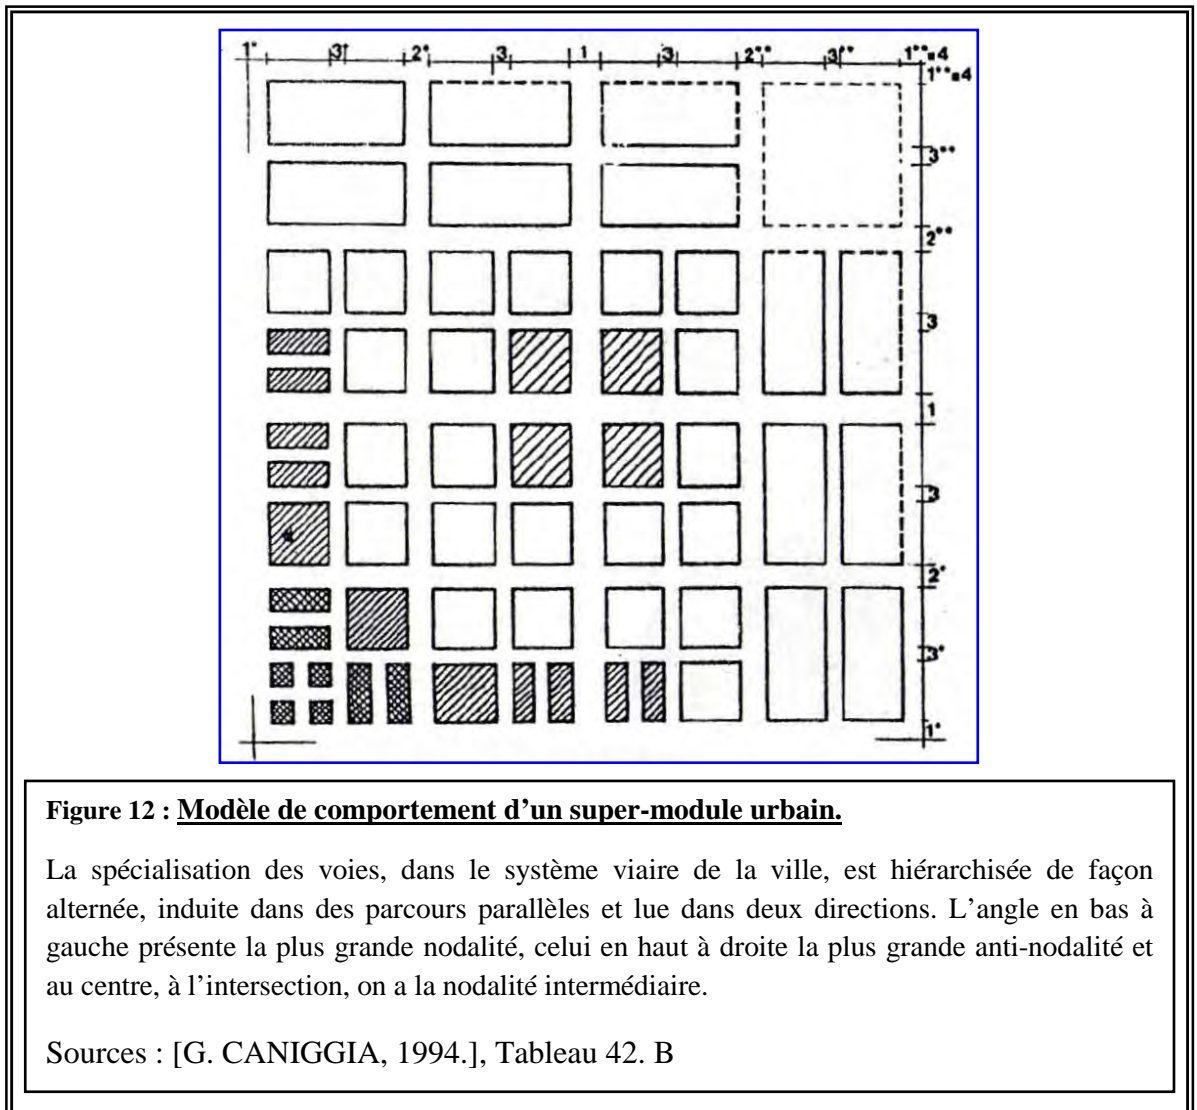 1° 3° 2° 3 1 3 2°° 3°° 1°°=4
1°°=4
3°°
2°°
3
1
3
2°
3°
1°
Figure 12 : Modèle de comportement d’un super-module urbain.
La spécialisation des voies, dans le système viaire de la ville, est hiérarchisée de façon
alternée, induite dans des parcours parallèles et lue dans deux directions. L’angle en bas à
gauche présente la plus grande nodalité, celui en haut à droite la plus grande anti-nodalité et
au centre, à l’intersection, on a la nodalité intermédiaire.
Sources : [G. CANIGGIA, 1994.], Tableau 42. B